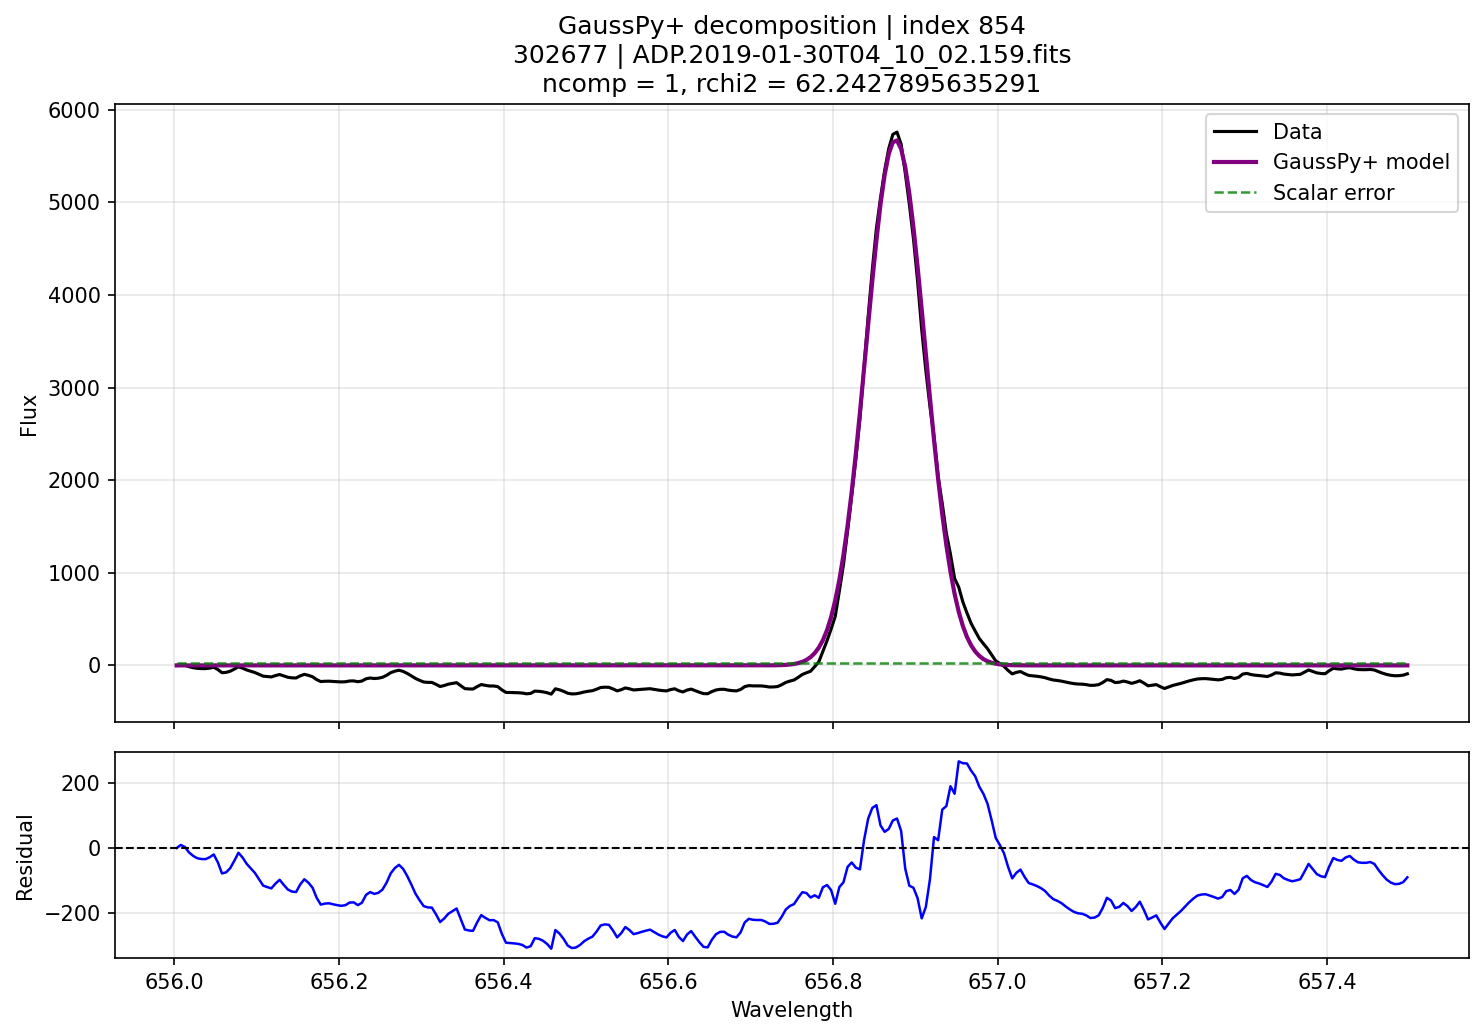 GaussPy+ decomposition | index 854
302677 | ADP.2019-01-30T04_10_02.159.fits
ncomp = 1, rchi2 = 62.2427895635291
6000
5000
4000
3000
2000
1000
0
Flux
Data
GaussPy+ model
Scalar error
200
0
−200
Residual
656.0 656.2 656.4 656.6 656.8 657.0 657.2 657.4
Wavelength